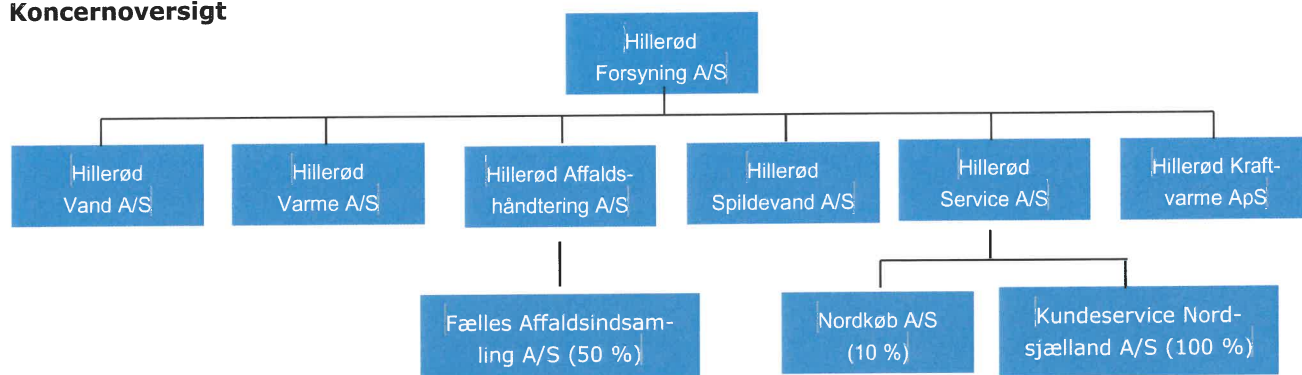 Koncernoversigt
Hillerød
Forsyning A/S
Hillerød
Vand A/S
Hillerød
Varme A/S
Hillerød Affalds-
håndtering A/S
Hillerød
Spildevand A/S
Hillerød
Service A/S
Hillerød Kraft-
varme ApS
Fælles Affaldsindsam-
ling A/S (50 %)
Nordkøb A/S
(10 %)
Kundeservice Nord-
sjælland A/S (100 %)